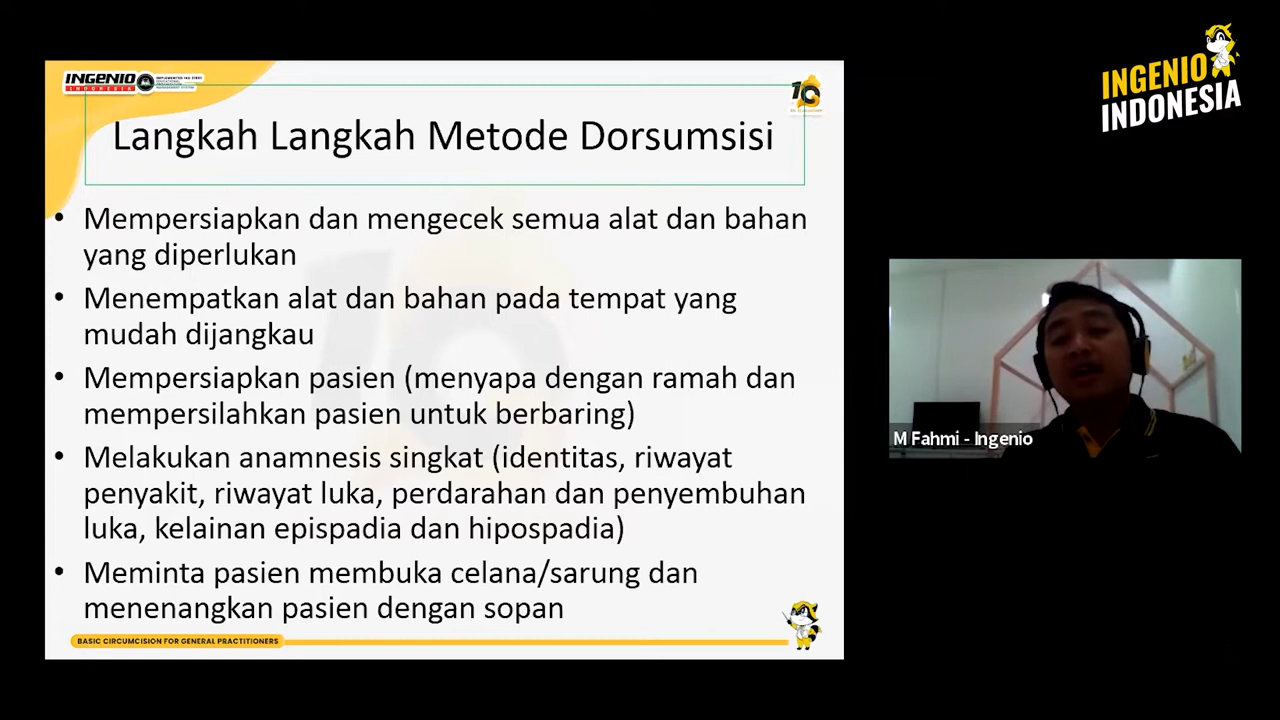 INGENIO
INDONESIA
INGENIO
INDONESIA
Langkah Langkah Metode Dorsumsisi
• Mempersiapkan dan mengecek semua alat dan bahan
yang diperlukan
• Menempatkan alat dan bahan pada tempat yang
mudah dijangkau
• Mempersiapkan pasien (menyapa dengan ramah dan
mempersilahkan pasien untuk berbaring)
• Melakukan anamnesis singkat (identitas, riwayat
penyakit, riwayat luka, perdarahan dan penyembuhan
luka, kelainan epispadia dan hipospadia)
• Meminta pasien membuka celana/sarung dan
menenangkan pasien dengan sopan
BASIC CIRCUMCISION FOR GENERAL PRACTITIONERS
M Fahmi - Ingenio